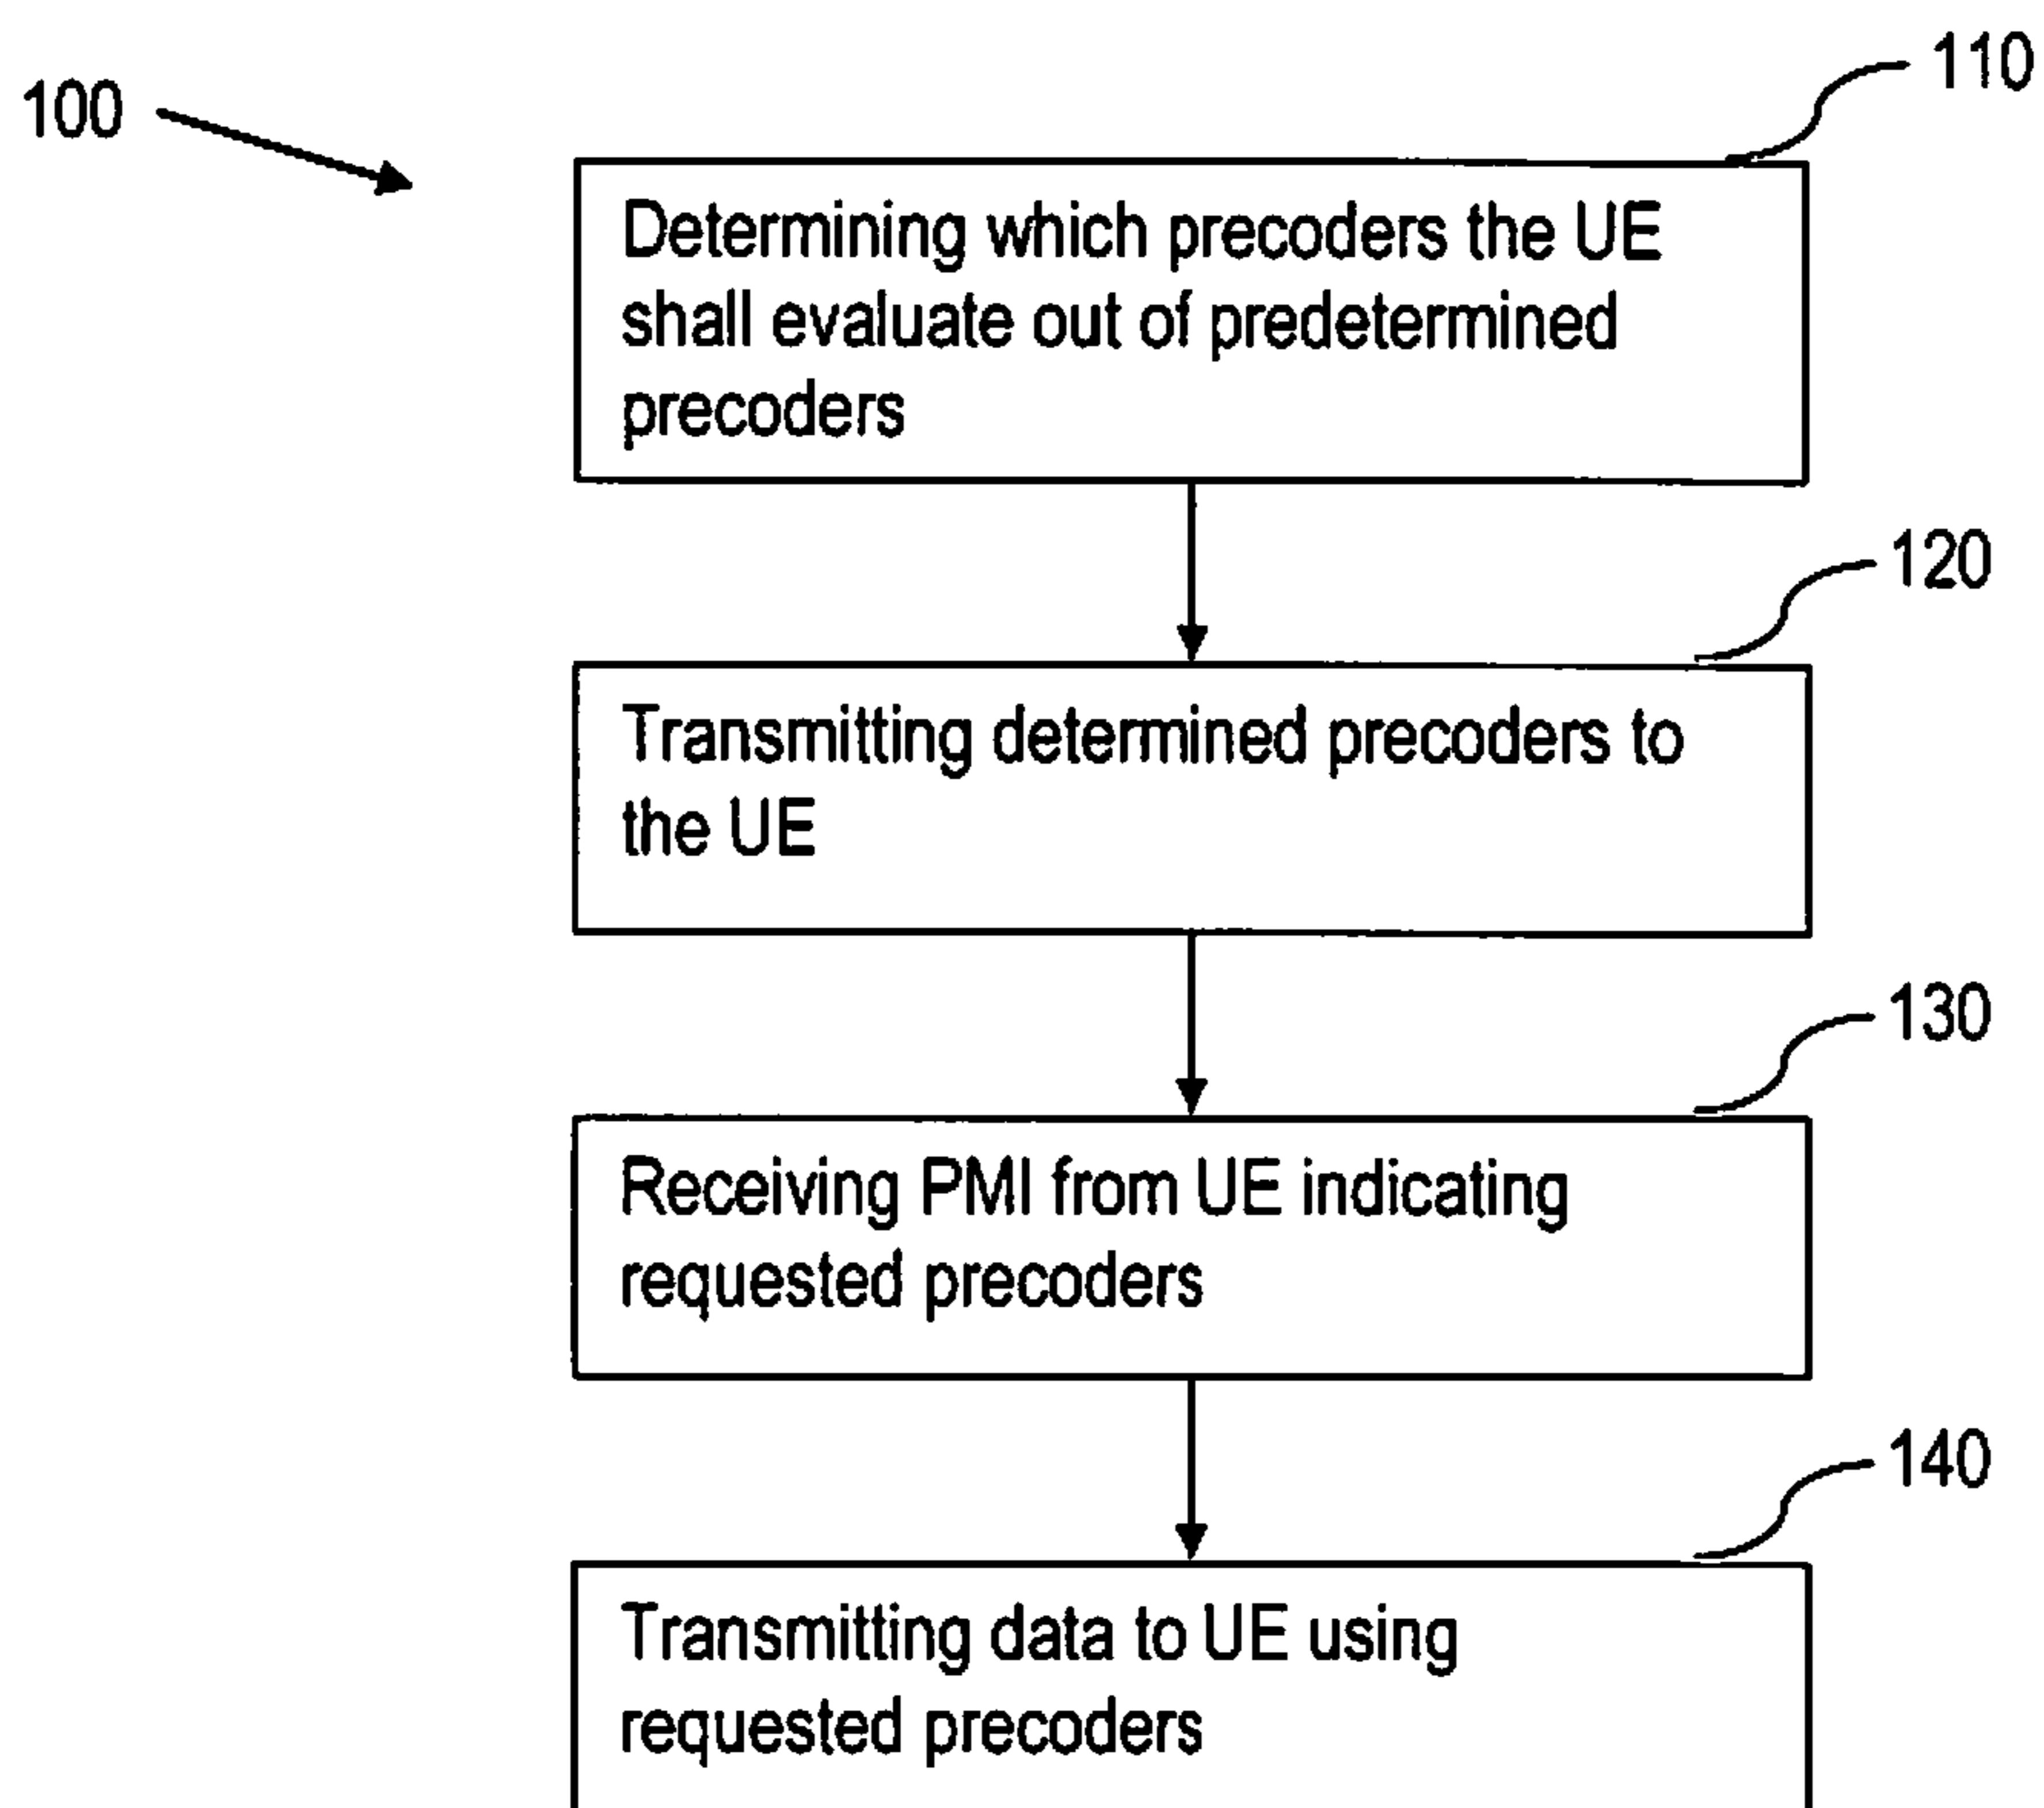 110
100
Determining which precoders the UE
shall evaluate out of predetermined
precoders
120
Transmitting determined precoders to
the UE
130
Receiving PMI from UE indicating
requested precoders
140
Transmitting data to UE using
requested precoders